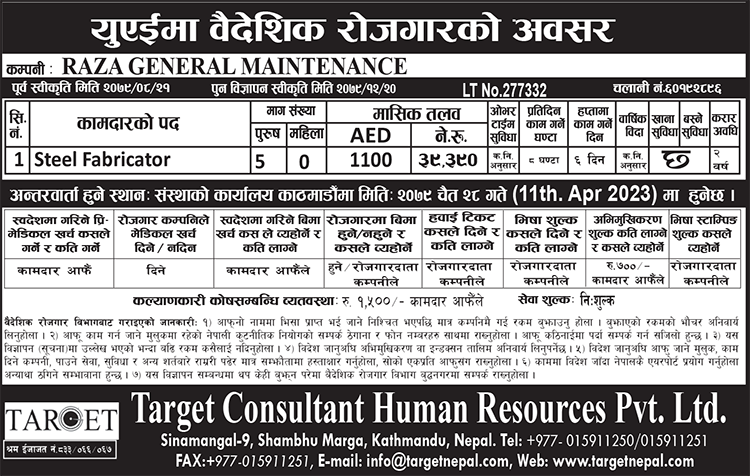 युएईमा वैदेशिक रोजगारको अवसर
कम्पनी : RAZA GENERAL MAINTENANCE
पूर्व स्वीकृति मिति २०७९/०८/२१ पुन विज्ञापन स्वीकृति मिति २०७९/१२/२० LT No.277332 चलानी नं.६०१९२८९६
सि. नं. कामदारको पद माग संख्या पुरुष महिला मासिक तलव AED ने.रु. ओभर टाईम सुविधा प्रतिदिन काम गर्ने घण्टा हप्तामा काम गर्ने दिन वार्षिक विदा खाना सुविधा बस्ने सुविधा करार अवधि
1 Steel Fabricator 5 0 1100 ३९,३९० क.नि. अनुसार ८ घण्टा ६ दिन क.नि. अनुसार छ २ वर्ष
अन्तरवार्ता हुने स्थानः संस्थाको कार्यालय काठमाडौंमा मितिः २०७९ चैत २८ गते (11th. Apr 2023) मा हुनेछ ।
स्वदेशमा गरिने प्रि-मेडिकल खर्च कसले गर्ने र कति गर्ने रोजगार कम्पनिले मेडिकल खर्च दिने / नदिन स्वदेशमा गरिने बिमा खर्च कस ले व्यहोर्ने र कति लाग्ने रोजगारमा बिमा हुने/नहुने र कसले व्यहोर्ने हवाई टिकट कसले दिने र कति लाग्ने भिषा शुल्क कसले दिने र कति लाग्ने अभिमुखिकरण शुल्क कति लाग्ने र कसले व्यहोर्ने भिषा स्टाम्पिङ शुल्क कसले व्यहोर्ने
कामदार आफैं दिने कामदार आफैंले हुने/ रोजगारदाता कम्पनीले रोजगारदाता कम्पनीले रोजगारदाता कम्पनीले रु.७००/- कामदार आफैंले रोजगारदाता कम्पनीले
कल्याणकारी कोषसम्बन्धि व्यवस्थाः रु. १,५००/- कामदार आफैंले सेवा शुल्कः निःशुल्क
वैदेशिक रोजगार विभागबाट गराइएको जानकारी: १) आफ्नो नाममा भिसा प्राप्त भई जाने निश्चित भएपछि मात्र कम्पनिमै गई रकम बुझाउनु होला । बुझाएको रकमको भौचर अनिवार्य
लिनुहोला । २) आफू काम गर्न जाने मुलुकमा रहेको नेपाली कुटनीतिक नियोगको सम्पर्क ठेगाना र फोन नम्बरहरु साथमा राख्नुहोला । आफू कठिनाईमा पर्दा सम्पर्क गर्न सजिलो हुन्छ । ३) यस
विज्ञापन (सूचना)मा उल्लेख भएको भन्दा बढि रकम कसैलाई नदिनुहोला । ४) विदेश जानुअघि अभिमुखिकरण वा इन्डक्सन तालिम अनिवार्य लिनुपर्नेछ । ५) विदेश जानुअघि आफू जाने मुलुक, काम
दिने कम्पनी, पाउने सेवा, सुविधा र अन्य शर्तबारे राम्ररी पढेर मात्र सम्झौतामा हस्ताक्षर गर्नुहोला, सोको एकप्रति आफूसंग राख्नुहोला । ६) काममा विदेश जाँदा नेपालकै एयरपोर्ट प्रयोग गर्नुहोला
अन्यथा ठगिने सम्भावना हुन्छ । ७) यस विज्ञापन सम्बन्धमा थप केही बुझ्न परेमा वैदेशिक रोजगार विभाग बुद्धनगरमा सम्पर्क राख्नुहोला ।
TARGET
श्रम ईजाजत नं.८३३/०६६/०६७
Target Consultant Human Resources Pvt. Ltd.
Sinamangal-9, Shambhu Marga, Kathmandu, Nepal. Tel: +977- 015911250/015911251
FAX:+977-015911251, E-mail: info@targetnepal.com, Web: www.targetnepal.com